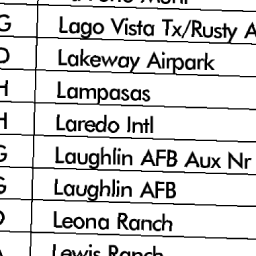 G Lago Vista Tx/Rusty A
D Lakeway Airpark
H Lampasas
H Laredo Intl
G Laughlin AFB Aux Nr
G Laughlin AFB
O Leona Ranch
Lewis Ranch